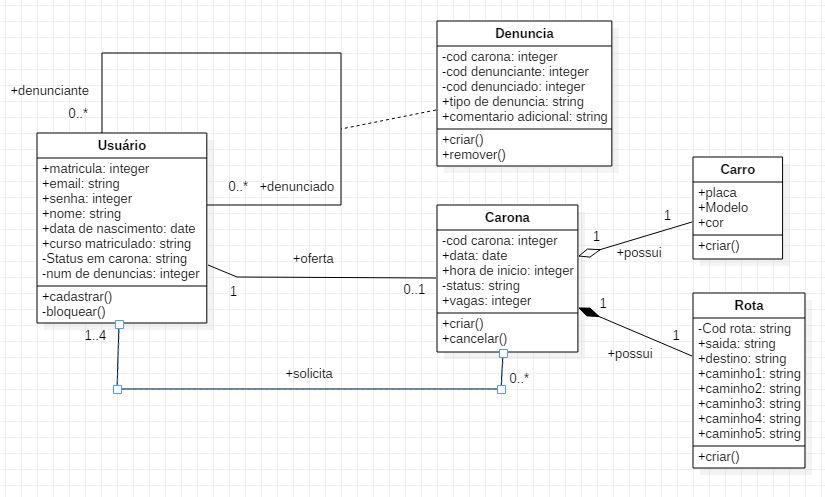 Denuncia
-cod carona: integer
-cod denunciante: integer
-cod denunciado: integer
+tipo de denuncia: string
+comentario adicional: string
+criar()
+remover()
+denunciante
0..*
Usuário
+matricula: integer
+email: string
+senha: integer
+nome: string
+data de nascimento: date
+curso matriculado: string
-Status em carona: string
-num de denuncias: integer
+cadastrar()
-bloquear()
0..* +denunciado
Carona
-cod carona: integer
+data: date
+hora de inicio: integer
-status: string
+vagas: integer
+criar()
+cancelar()
Carro
+placa
+Modelo
+cor
+criar()
1
1
+possui
+oferta
1
0..1
1
1
+possui
Rota
-Cod rota: string
+saida: string
+destino: string
+caminho1: string
+caminho2: string
+caminho3: string
+caminho4: string
+caminho5: string
+criar()
1..4
+solicita
0..*